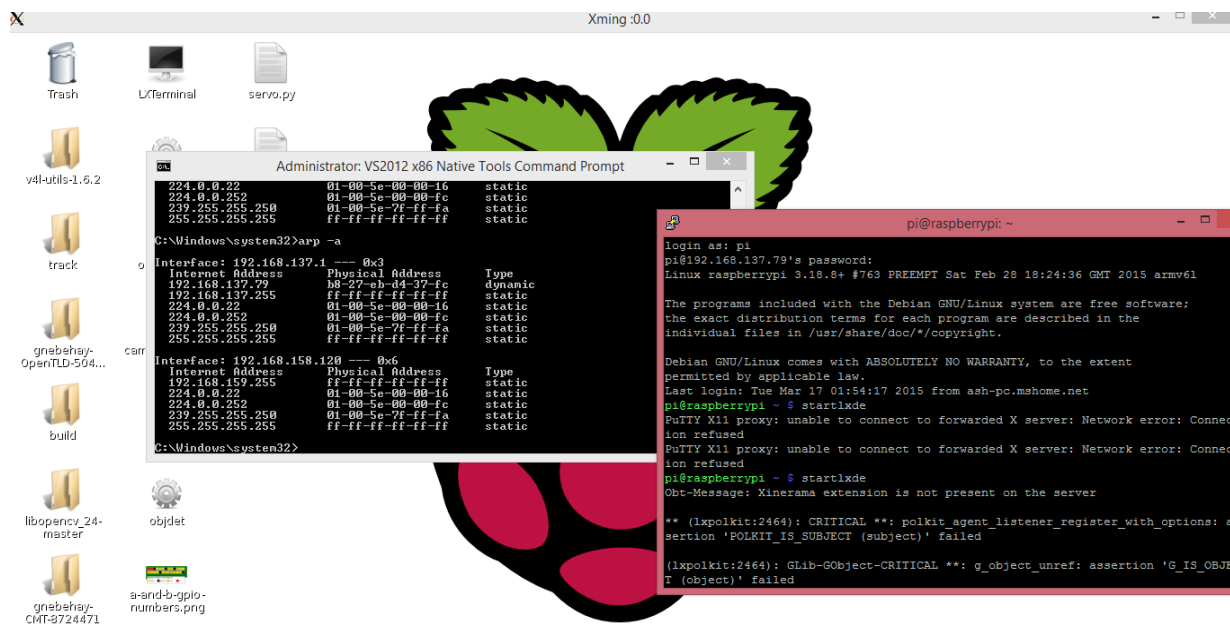 Xming :0.0
Trash
LXTerminal
servo.py
v4l-utils-1.6.2
track
o
gnebehay-
OpenTLD-504...
cam
build
libopencv_24-
master
objdet
gnebehay-
CMT-8724471
a-and-b-gpio-
numbers.png
Administrator: VS2012 x86 Native Tools Command Prompt
224.0.0.22 01-00-5e-00-00-16 static
224.0.0.252 01-00-5e-00-00-fc static
239.255.255.250 01-00-5e-7f-ff-fa static
255.255.255.255 ff-ff-ff-ff-ff-ff static
C:\Windows\system32>arp -a
Interface: 192.168.137.1 --- 0x3
Internet Address Physical Address Type
192.168.137.79 b8-27-eb-d4-37-fc dynamic
192.168.137.255 ff-ff-ff-ff-ff-ff static
224.0.0.22 01-00-5e-00-00-16 static
224.0.0.252 01-00-5e-00-00-fc static
239.255.255.250 01-00-5e-7f-ff-fa static
255.255.255.255 ff-ff-ff-ff-ff-ff static
Interface: 192.168.158.120 --- 0x6
Internet Address Physical Address Type
192.168.159.255 ff-ff-ff-ff-ff-ff static
224.0.0.22 01-00-5e-00-00-16 static
224.0.0.252 01-00-5e-00-00-fc static
239.255.255.250 01-00-5e-7f-ff-fa static
255.255.255.255 ff-ff-ff-ff-ff-ff static
C:\Windows\system32>
pi@raspberrypi: ~
login as: pi
pi@192.168.137.79's password:
Linux raspberrypi 3.18.8+ #763 PREEMPT Sat Feb 28 18:24:36 GMT 2015 armv6l
The programs included with the Debian GNU/Linux system are free software;
the exact distribution terms for each program are described in the
individual files in /usr/share/doc/*/copyright.
Debian GNU/Linux comes with ABSOLUTELY NO WARRANTY, to the extent
permitted by applicable law.
Last login: Tue Mar 17 01:54:17 2015 from ash-pc.mshome.net
pi@raspberrypi ~ $ startlxde
PuTTY X11 proxy: unable to connect to forwarded X server: Network error: Connec
ion refused
PuTTY X11 proxy: unable to connect to forwarded X server: Network error: Connec
ion refused
pi@raspberrypi ~ $ startlxde
Obt-Message: Xinerama extension is not present on the server
** (lxpolkit:2464): CRITICAL **: polkit_agent_listener_register_with_options: a
sertion 'POLKIT_IS_SUBJECT (subject)' failed
(lxpolkit:2464): GLib-GObject-CRITICAL **: g_object_unref: assertion 'G_IS_OBJE
T (object)' failed